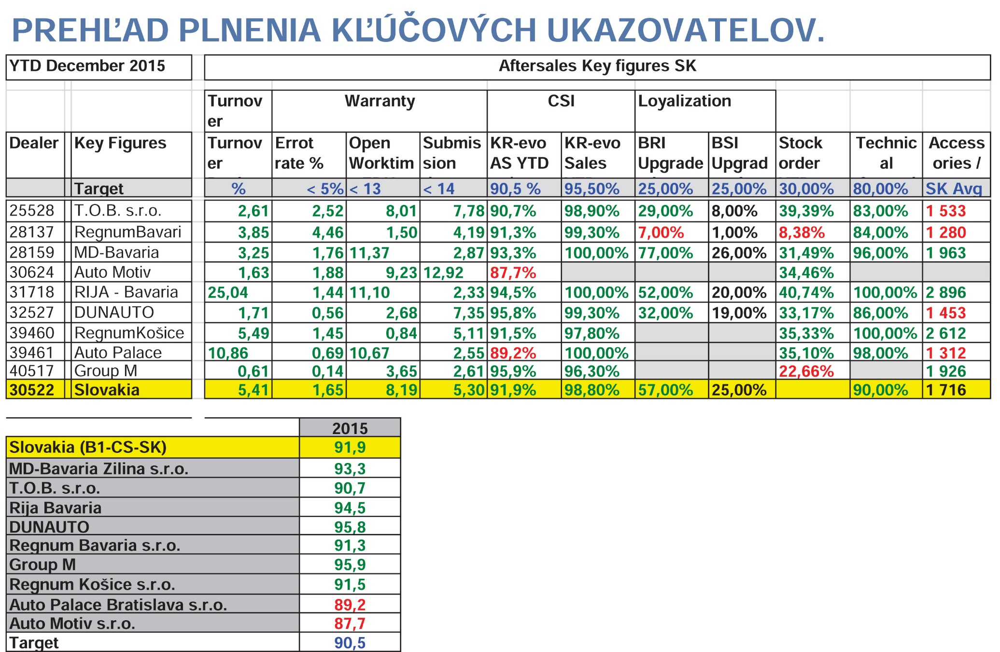 PREHĽAD PLNENIA KĽÚČOVÝCH UKAZOVATELOV.
YTD December 2015 Aftersales Key figures SK
Turnov Warranty CSI Loyalization
er
Dealer Key Figures Turnov Errot Open Submis KR-evo KR-evo BRI BSI Stock Technic Access
er rate % Worktim sion AS YTD Sales Upgrade Upgrad order al ories /
Target % < 5% < 13 < 14 90,5 % 95,50% 25,00% 25,00% 30,00% 80,00% SK Avg
25528 T.O.B. s.r.o. 2,61 2,52 8,01 7,78 90,7% 98,90% 29,00% 8,00% 39,39% 83,00% 1 533
28137 RegnumBavari 3,85 4,46 1,50 4,19 91,3% 99,30% 7,00% 1,00% 8,38% 84,00% 1 280
28159 MD-Bavaria 3,25 1,76 11,37 2,87 93,3% 100,00% 77,00% 26,00% 31,49% 96,00% 1 963
30624 Auto Motiv 1,63 1,88 9,23 12,92 87,7% 34,46%
31718 RIJA - Bavaria 25,04 1,44 11,10 2,33 94,5% 100,00% 52,00% 20,00% 40,74% 100,00% 2 896
32527 DUNAUTO 1,71 0,56 2,68 7,35 95,8% 99,30% 32,00% 19,00% 33,17% 86,00% 1 453
39460 RegnumKošice 5,49 1,45 0,84 5,11 91,5% 97,80% 35,33% 100,00% 2 612
39461 Auto Palace 10,86 0,69 10,67 2,55 89,2% 100,00% 35,10% 98,00% 1 312
40517 Group M 0,61 0,14 3,65 2,61 95,9% 96,30% 22,66% 1 926
30522 Slovakia 5,41 1,65 8,19 5,30 91,9% 98,80% 57,00% 25,00% 90,00% 1 716
2015
Slovakia (B1-CS-SK) 91,9
MD-Bavaria Zilina s.r.o. 93,3
T.O.B. s.r.o. 90,7
Rija Bavaria 94,5
DUNAUTO 95,8
Regnum Bavaria s.r.o. 91,3
Group M 95,9
Regnum Košice s.r.o. 91,5
Auto Palace Bratislava s.r.o. 89,2
Auto Motiv s.r.o. 87,7
Target 90,5